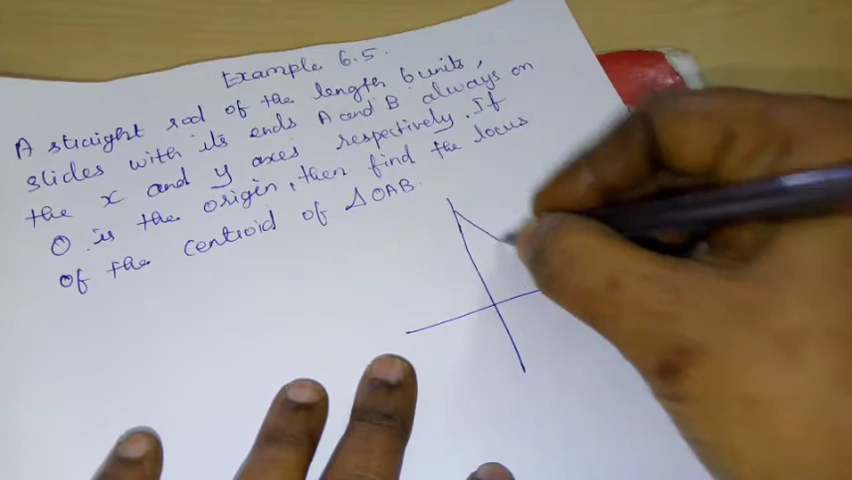 Example 6.5.
A straight rod of the length 6 units,
slides with its ends A and B always on
the x and y axes respectively. If
O is the origin, then find the locus
of the centroid of ΔOAB.